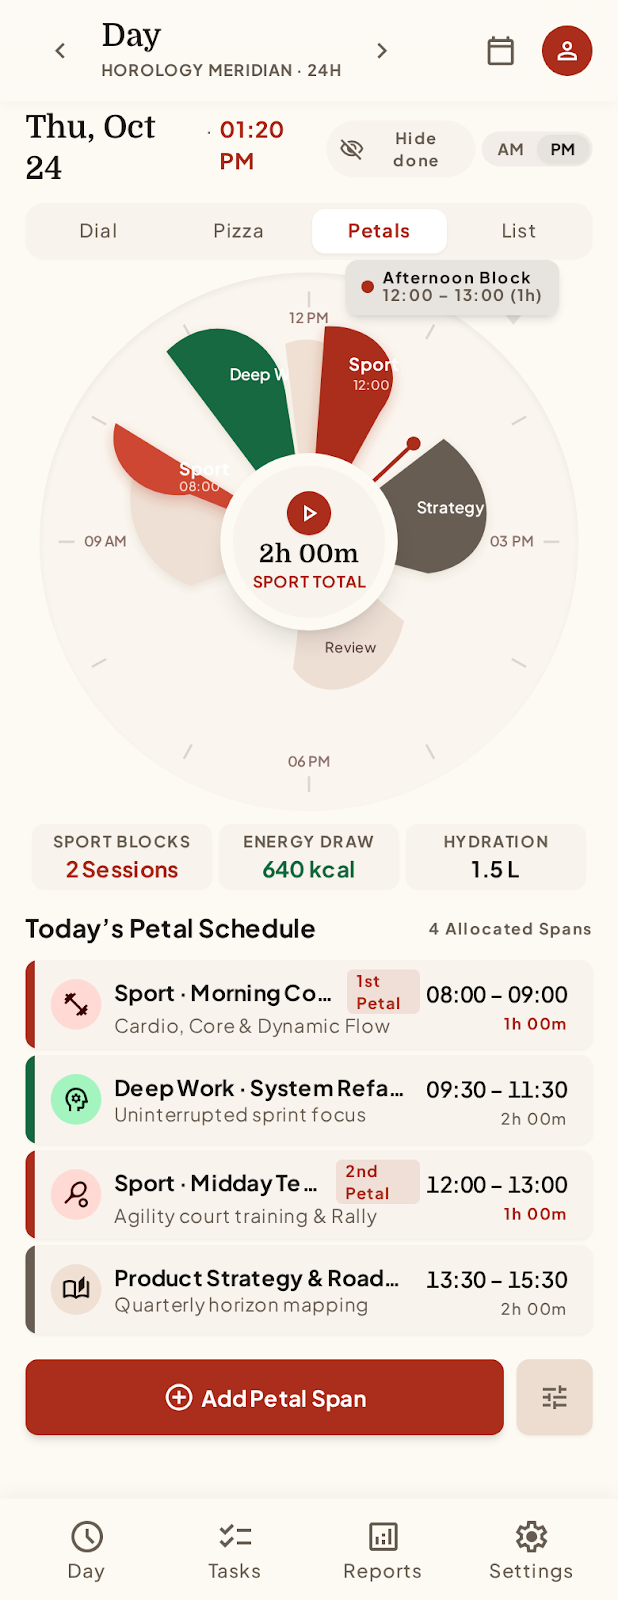 Day
HOROLOGY MERIDIAN · 24H
Thu, Oct
24
· 01:20
PM
Hide
done
AM PM
Dial Pizza Petals List
Afternoon Block
12:00 – 13:00 (1h)
12 PM
Deep W
Sport
12:00
Sport
08:00
Strategy
09 AM
03 PM
2h 00m
SPORT TOTAL
Review
06 PM
SPORT BLOCKS
2 Sessions
ENERGY DRAW
640 kcal
HYDRATION
1.5 L
Today’s Petal Schedule
4 Allocated Spans
Sport · Morning Co...
1st
Petal
08:00 – 09:00
Cardio, Core & Dynamic Flow
1h 00m
Deep Work · System Refa...
09:30 – 11:30
Uninterrupted sprint focus
2h 00m
Sport · Midday Te...
2nd
Petal
12:00 – 13:00
Agility court training & Rally
1h 00m
Product Strategy & Road...
13:30 – 15:30
Quarterly horizon mapping
2h 00m
Add Petal Span
Day Tasks Reports Settings